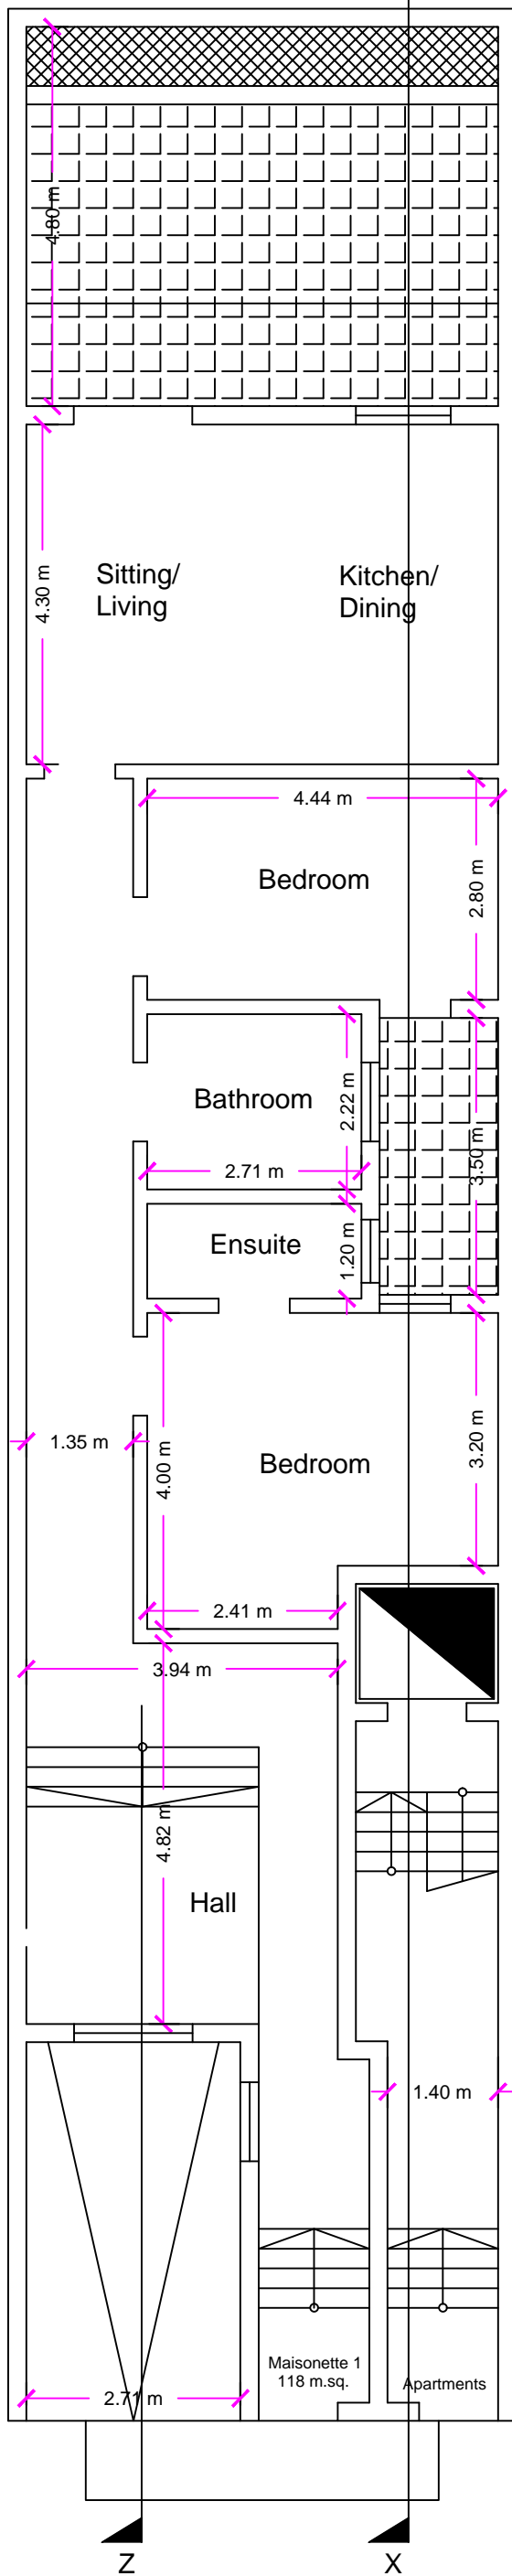 4.80 m
4.30 m
Sitting/
Living
Kitchen/
Dining
4.44 m
Bedroom
2.80 m
Bathroom
2.22 m
2.71 m
3.50 m
Ensuite
1.20 m
1.35 m
4.00 m
Bedroom
3.20 m
2.41 m
3.94 m
4.82 m
Hall
1.40 m
Maisonette 1
118 m.sq.
Apartments
2.71 m
Z
X